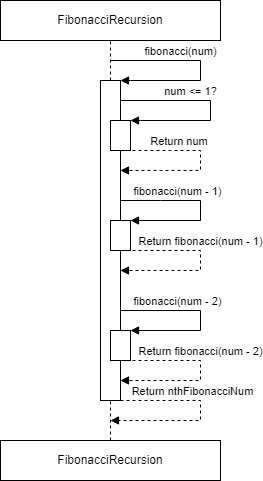 FibonacciRecursion
fibonacci(num)
num <= 1?
Return num
fibonacci(num - 1)
Return fibonacci(num - 1)
fibonacci(num - 2)
Return fibonacci(num - 2)
Return nthFibonacciNum
FibonacciRecursion